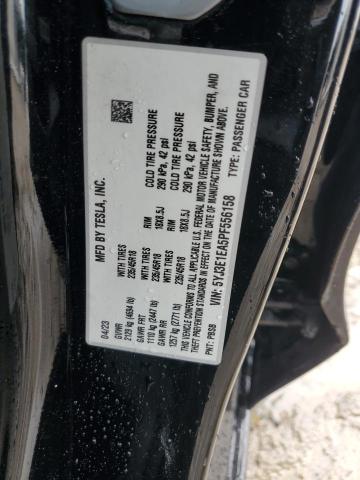 MFD BY TESLA, INC.
04/23
GVWR
2129 kg (4694 lb)
GAWR FRT WITH TIRES RIM COLD TIRE PRESSURE
1110 kg (2447 lb) 235/45R18 18X8.5J 290 kPa, 42 psi
GAWR RR WITH TIRES RIM COLD TIRE PRESSURE
1257 kg (2771 lb) 235/45R18 18X8.5J 290 kPa, 42 psi
THIS VEHICLE CONFORMS TO ALL APPLICABLE U.S. FEDERAL MOTOR VEHICLE SAFETY, BUMPER, AND
THEFT PREVENTION STANDARDS IN EFFECT ON THE DATE OF MANUFACTURE SHOWN ABOVE.
VIN: 5YJ3E1EA5PF556158 TYPE: PASSENGER CAR
PNT: PBSB